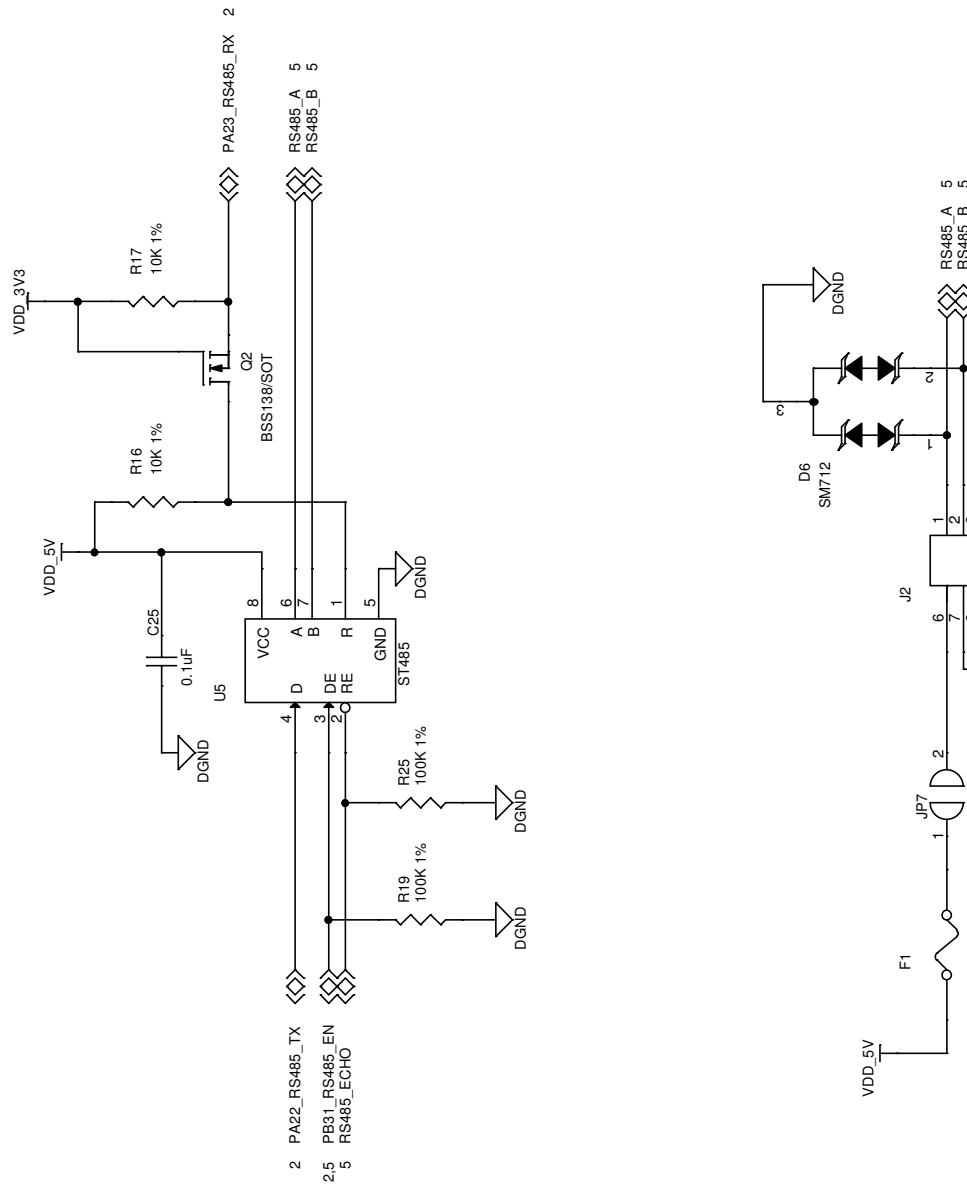 VDD_5V
C25
0.1uF
DGND
R16
10K 1%
VDD_3V3
R17
10K 1%
Q2
BSS138/SOT
PA23_RS485_RX 2
RS485_A 5
RS485_B 5
2 PA22_RS485_TX
2,5 PB31_RS485_EN
5 RS485_ECHO
R19
100K 1%
DGND
R25
100K 1%
DGND
U5
4
3
2
D
DE
RE
VCC
A
B
R
GND
8
6
7
1
5
ST485
DGND
VDD_5V
F1
1
JP7
2
J2
6
7
1
2
D6
SM712
3
1
2
DGND
RS485_A 5
RS485_B 5